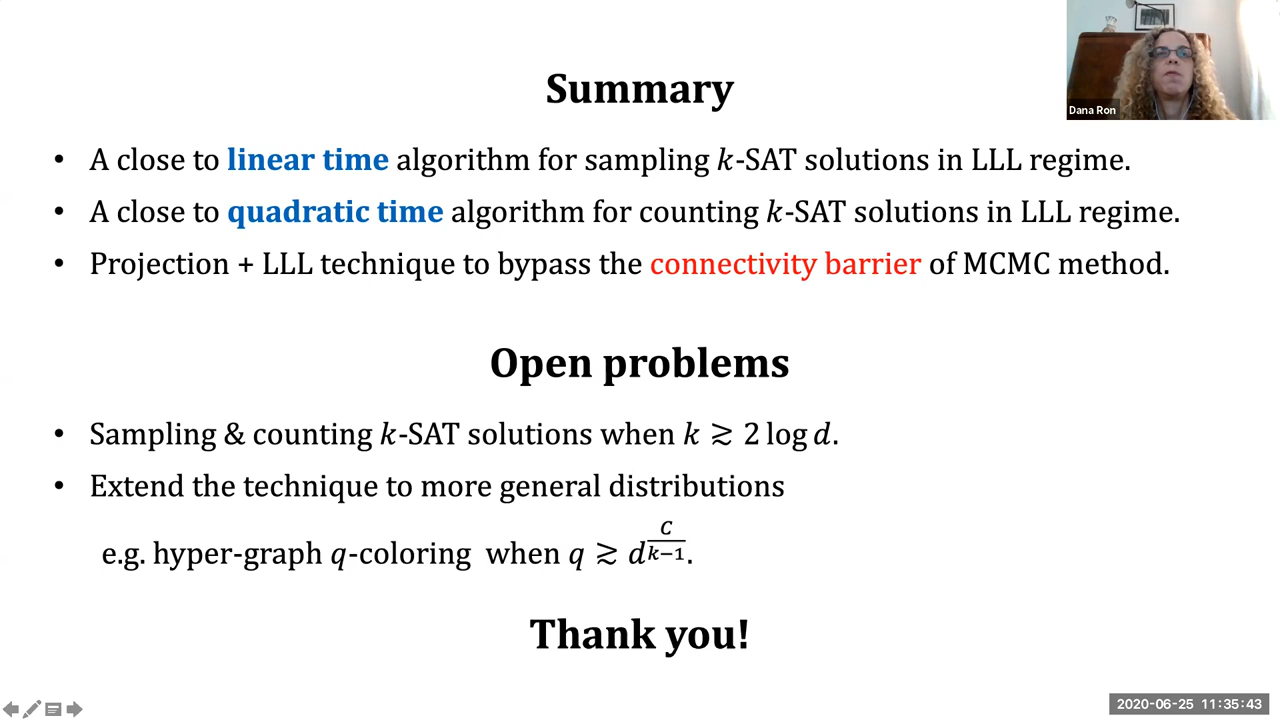 Summary
Dana Ron
• A close to linear time algorithm for sampling k-SAT solutions in LLL regime.
• A close to quadratic time algorithm for counting k-SAT solutions in LLL regime.
• Projection + LLL technique to bypass the connectivity barrier of MCMC method.
Open problems
• Sampling & counting k-SAT solutions when k ≳ 2 log d.
• Extend the technique to more general distributions
e.g. hyper-graph q-coloring when q ≳ d^{C/(k−1)}.
Thank you!
2020-06-25 11:35:43